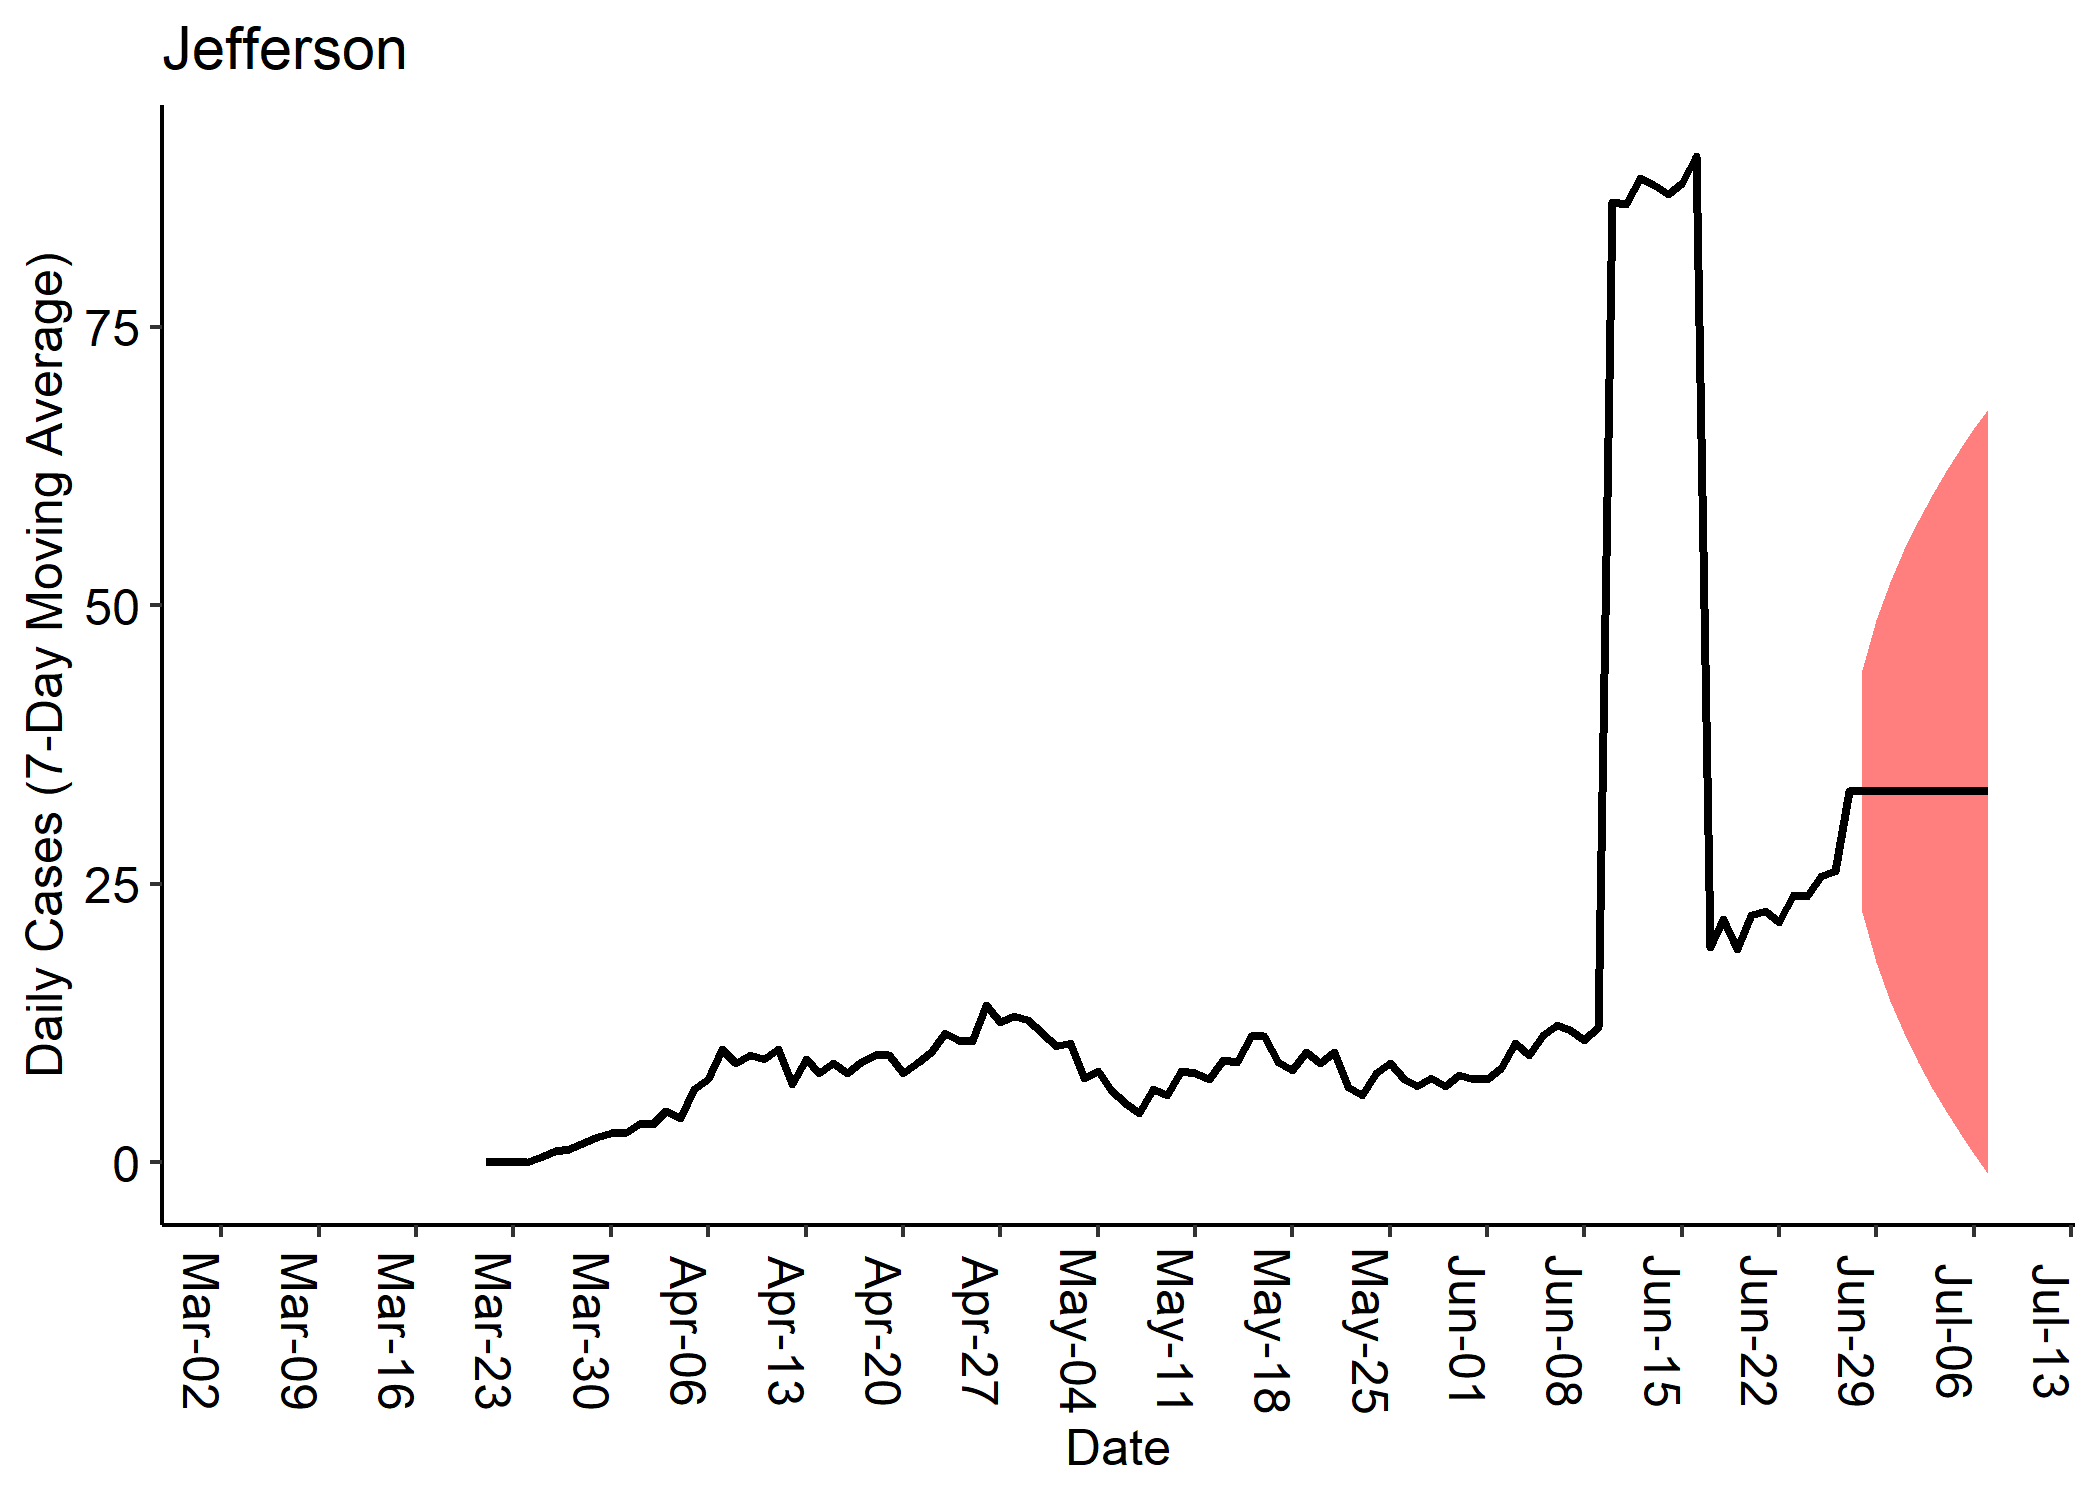 Jefferson
Daily Cases (7-Day Moving Average)
75
50
25
0
Mar-02
Mar-09
Mar-16
Mar-23
Mar-30
Apr-06
Apr-13
Apr-20
Apr-27
May-04
May-11
May-18
May-25
Jun-01
Jun-08
Jun-15
Jun-22
Jun-29
Jul-06
Jul-13
Date